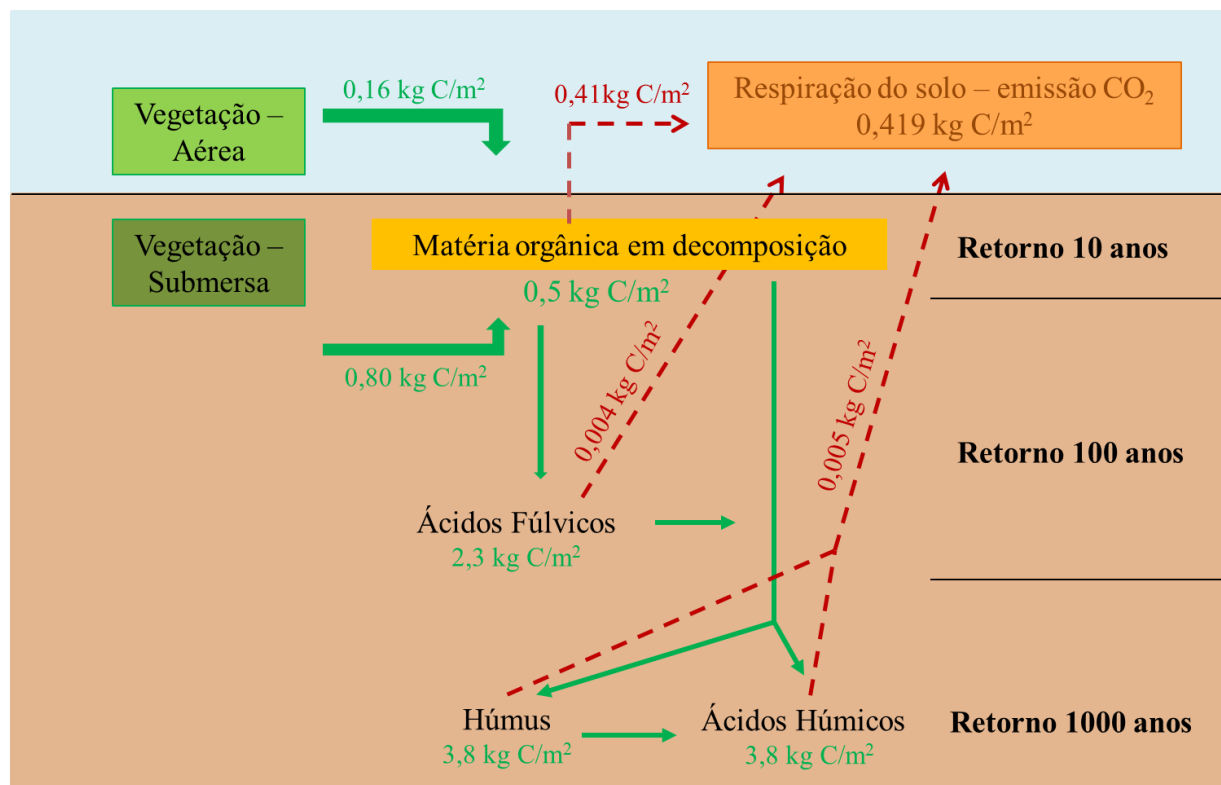 0,16 kg C/m²
Vegetação –
Aérea
0,41kg C/m²
Respiração do solo – emissão CO₂
0,419 kg C/m²
Vegetação –
Submersa
Matéria orgânica em decomposição
0,5 kg C/m²
Retorno 10 anos
0,80 kg C/m²
0,004 kg C/m²
0,005 kg C/m²
Retorno 100 anos
Ácidos Fúlvicos
2,3 kg C/m²
Húmus
3,8 kg C/m²
Ácidos Húmicos
3,8 kg C/m²
Retorno 1000 anos